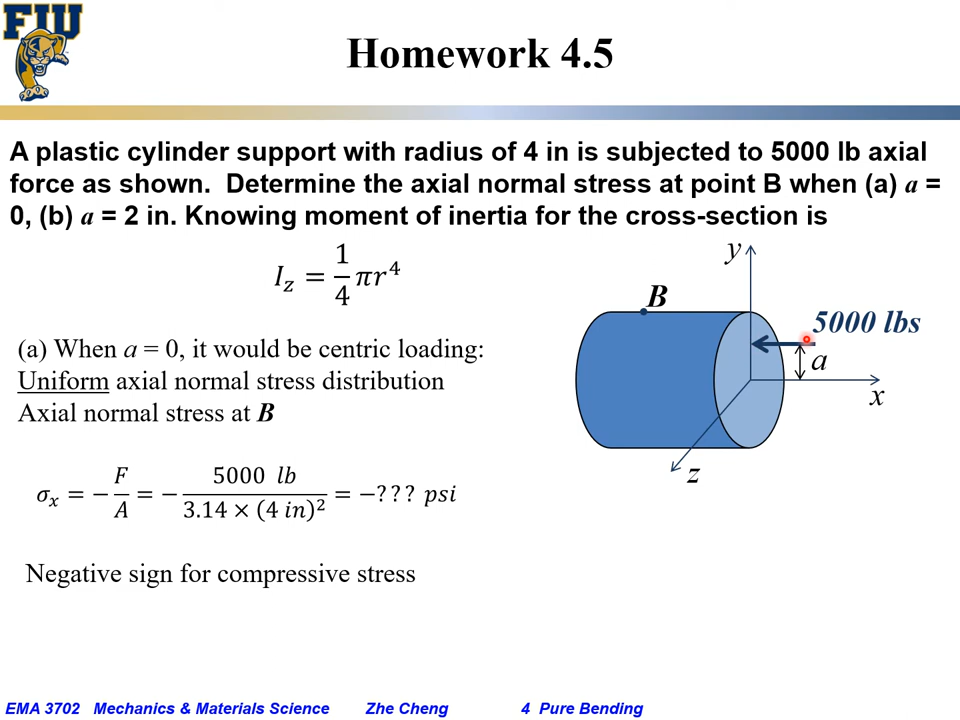 FIU
Homework 4.5
A plastic cylinder support with radius of 4 in is subjected to 5000 lb axial
force as shown.  Determine the axial normal stress at point B when (a) a =
0, (b) a = 2 in. Knowing moment of inertia for the cross-section is
I_z = 1/4 πr⁴
y
B
5000 lbs
a
x
z
(a) When a = 0, it would be centric loading:
Uniform axial normal stress distribution
Axial normal stress at B
σ_x = − F/A = − 5000 lb / 3.14 × (4 in)² = −? ? ? psi
Negative sign for compressive stress
EMA 3702 Mechanics & Materials Science Zhe Cheng 4 Pure Bending